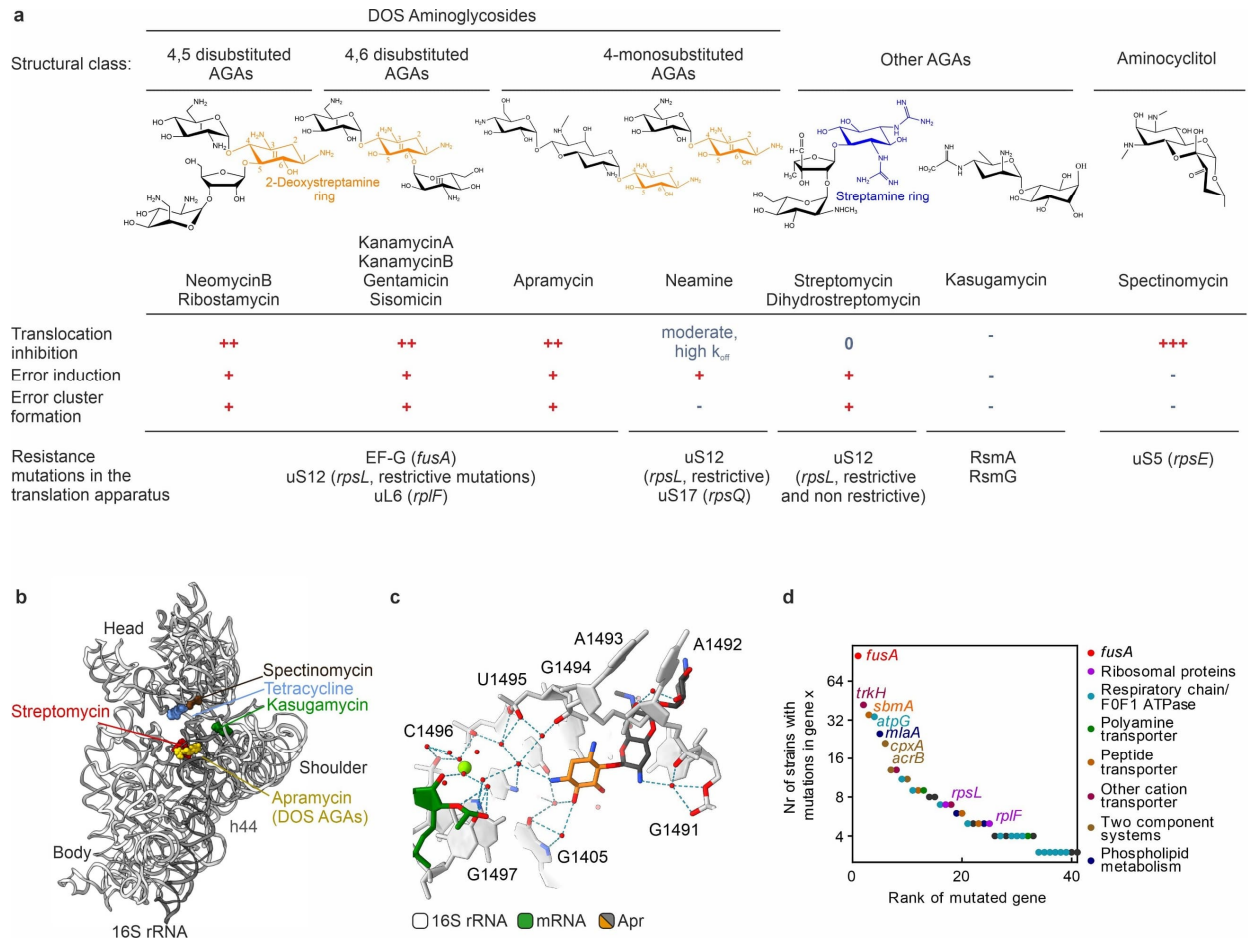 a
DOS Aminoglycosides
Structural class:
4,5 disubstituted
AGAs
4,6 disubstituted
AGAs
4-monosubstituted
AGAs
Other AGAs
Aminocyclitol
2-Deoxystreptamine
ring
Streptamine ring
NeomycinB
Ribostamycin
KanamycinA
KanamycinB
Gentamicin
Sisomicin
Apramycin
Neamine
Streptomycin
Dihydrostreptomycin
Kasugamycin
Spectinomycin
Translocation
inhibition
++
++
++
moderate,
high koff
0
-
+++
Error induction
+
+
+
+
+
-
-
Error cluster
formation
+
+
+
-
+
-
-
Resistance
mutations in the
translation apparatus
EF-G (fusA)
uS12 (rpsL, restrictive mutations)
uL6 (rplF)
uS12
(rpsL, restrictive)
uS17 (rpsQ)
uS12
(rpsL, restrictive
and non restrictive)
RsmA
RsmG
uS5 (rpsE)
b
Head
Spectinomycin
Tetracycline
Kasugamycin
Streptomycin
Shoulder
Apramycin
(DOS AGAs)
h44
Body
16S rRNA
c
A1493
A1492
G1494
U1495
C1496
G1491
G1405
G1497
16S rRNA
mRNA
Apr
d
Nr of strains with
mutations in gene x
64
32
16
8
4
0
20
40
Rank of mutated gene
fusA
trkH
sbmA
atpG
mlaA
cpxA
acrB
rpsL
rplF
fusA
Ribosomal proteins
Respiratory chain/
F0F1 ATPase
Polyamine
transporter
Peptide
transporter
Other cation
transporter
Two component
systems
Phospholipid
metabolism